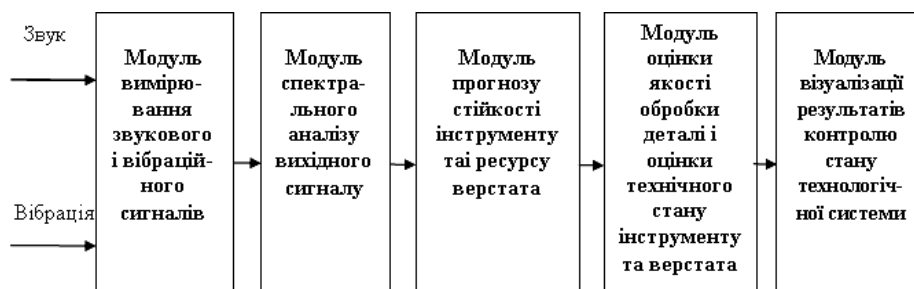 Звук
Вібрація
Модуль
вимірю-
вання
звукового
і вібрацій-
ного
сигналів
Модуль
спектра-
льного
аналізу
вихідного
сигналу
Модуль
прогнозу
стійкості
інструменту
таі ресурсу
верстата
Модуль
оцінки
якості
обробки
деталі і
оцінки
технічного
стану
інструменту
та верстата
Модуль
візуалізації
результатів
контролю
стану
технологіч-
ної системи